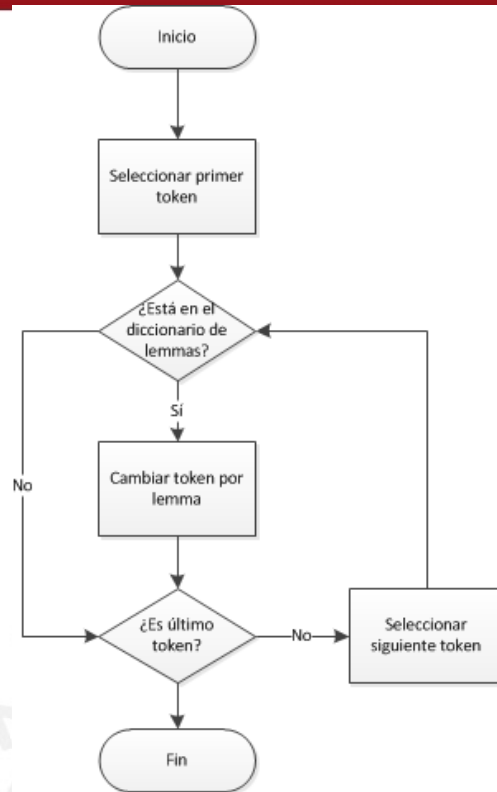 Inicio
Seleccionar primer
token
¿Está en el
diccionario de
lemmas?
Sí
No
Cambiar token por
lemma
¿Es último
token?
No
Seleccionar
siguiente token
Fin